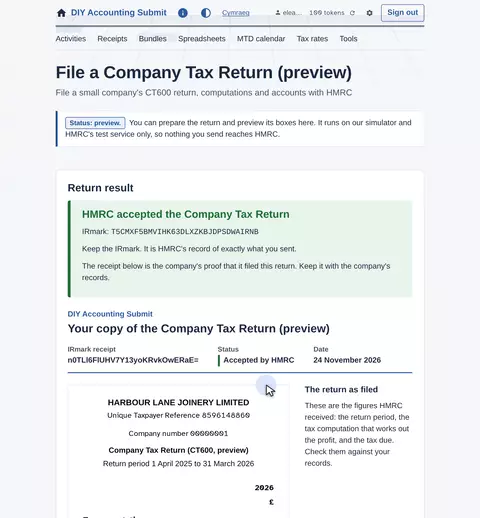 DIY Accounting Submit
Cymraeg
elea...
100 tokens
Sign out
Activities Receipts Bundles Spreadsheets MTD calendar Tax rates Tools
File a Company Tax Return (preview)
File a small company's CT600 return, computations and accounts with HMRC
Status: preview. You can prepare the return and preview its boxes here. It runs on our simulator and
HMRC's test service only, so nothing you send reaches HMRC.
Return result
HMRC accepted the Company Tax Return
IRmark: T5CMXF5BMVIHK63DLXZKBJDPSDWAIRNB
Keep the IRmark. It is HMRC's record of exactly what you sent.
The receipt below is the company's proof that it filed this return. Keep it with the company's
records.
DIY Accounting Submit
Your copy of the Company Tax Return (preview)
IRmark receipt
n0TLl6FlUHV7Y13yoKRvkOwERaE=
Status
Accepted by HMRC
Date
24 November 2026
HARBOUR LANE JOINERY LIMITED
Unique Taxpayer Reference 8596148860
Company number 00000001
Company Tax Return (CT600, preview)
Return period 1 April 2025 to 31 March 2026
2026
£
The return as filed
These are the figures HMRC
received: the return period, the
tax computation that works out
the profit, and the tax due.
Check them against your
records.